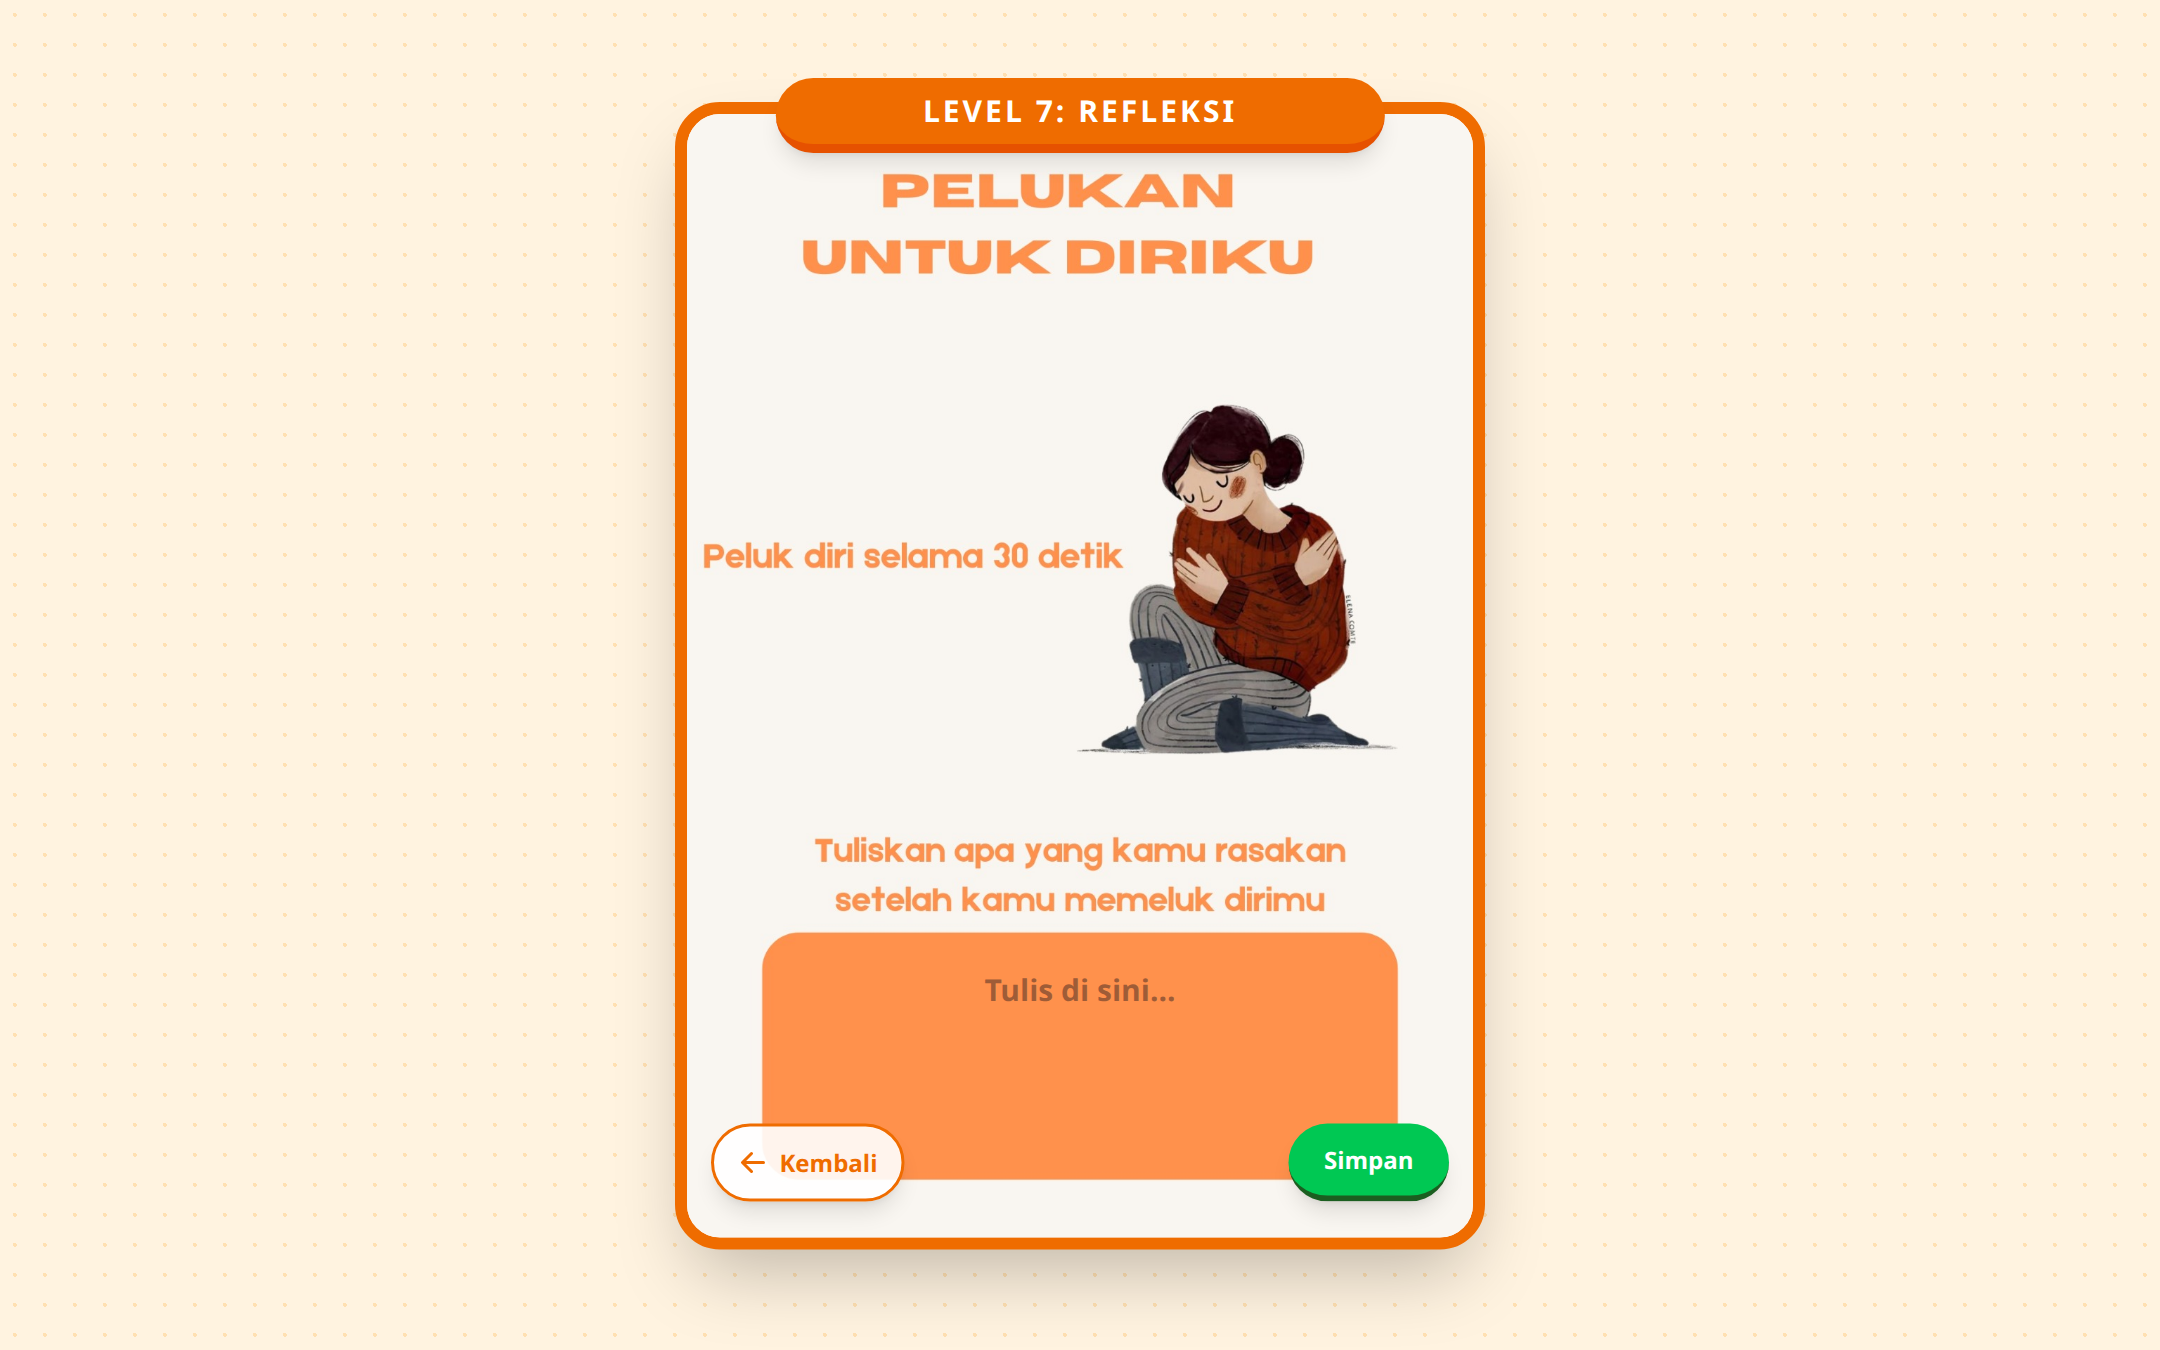 LEVEL 7: REFLEKSI
PELUKAN
UNTUK DIRIKU
Peluk diri selama 30 detik
Tuliskan apa yang kamu rasakan
setelah kamu memeluk dirimu
Tulis di sini...
← Kembali
Simpan